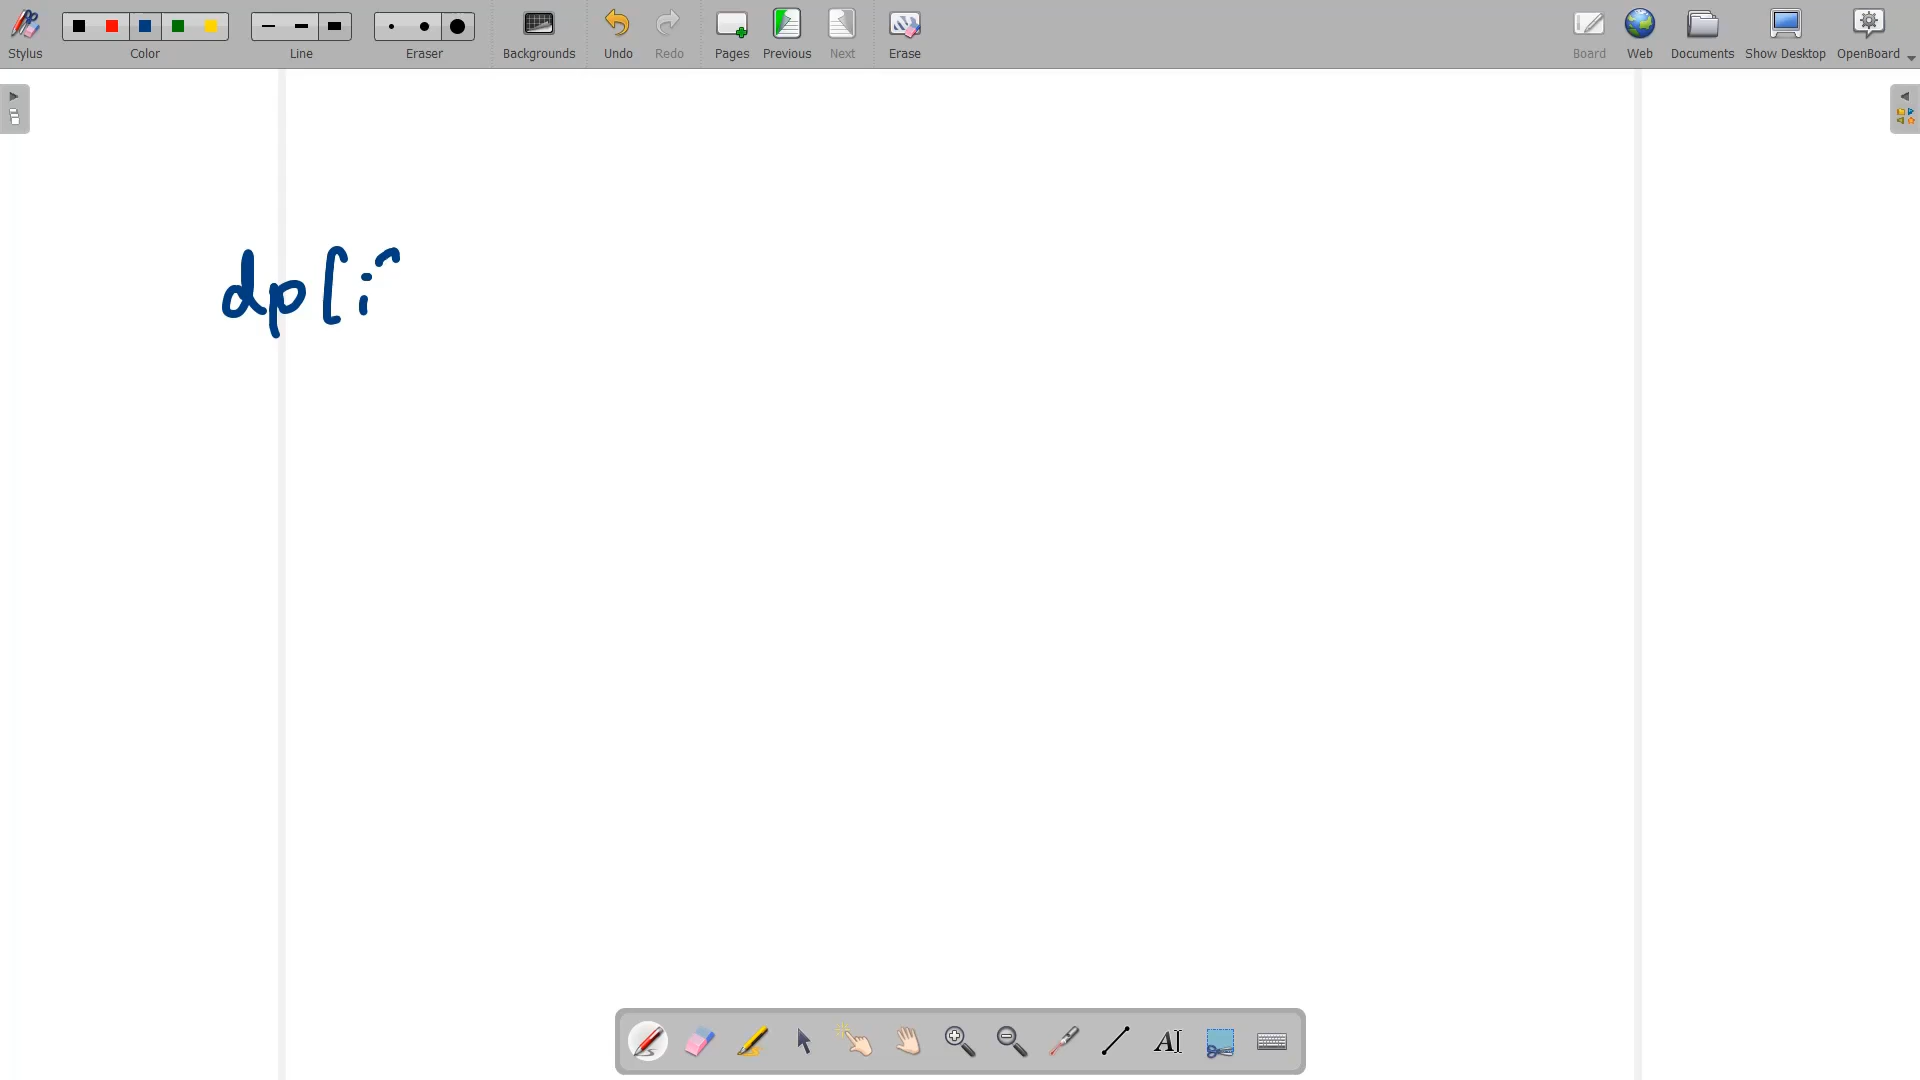 Stylus Color Line Eraser Backgrounds Undo Redo Pages Previous Next Erase Board Web Documents Show Desktop OpenBoard
dp[i
A